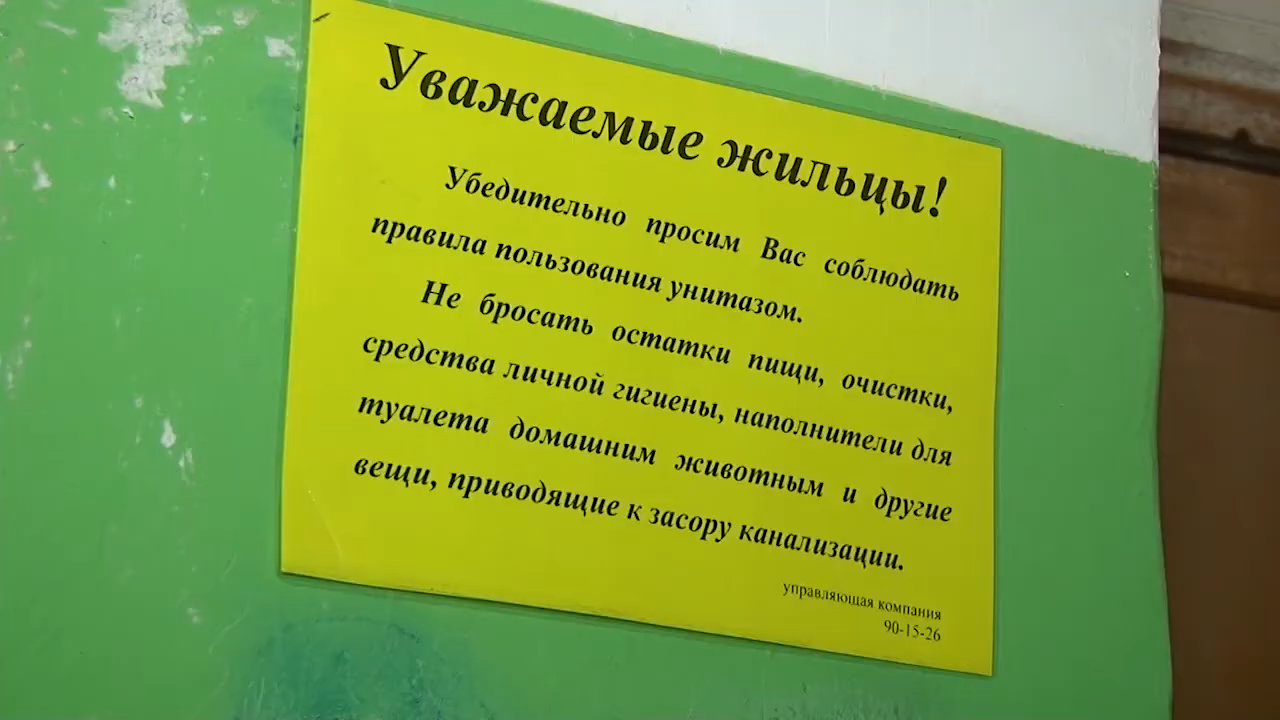 Уважаемые жильцы!
Убедительно просим Вас соблюдать
правила пользования унитазом.
Не бросать остатки пищи, очистки,
средства личной гигиены, наполнители для
туалета домашним животным и другие
вещи, приводящие к засору канализации.
управляющая компания
90-15-26